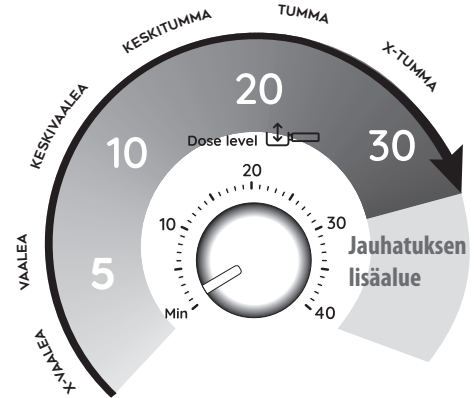 X-VAALEA
VAALEA
KESKIVAALEA
KESKITUMMA
TUMMA
X-TUMMA
5
10
20
30
Dose level
Min
10
20
30
40
Jauhatuksen
lisäalue